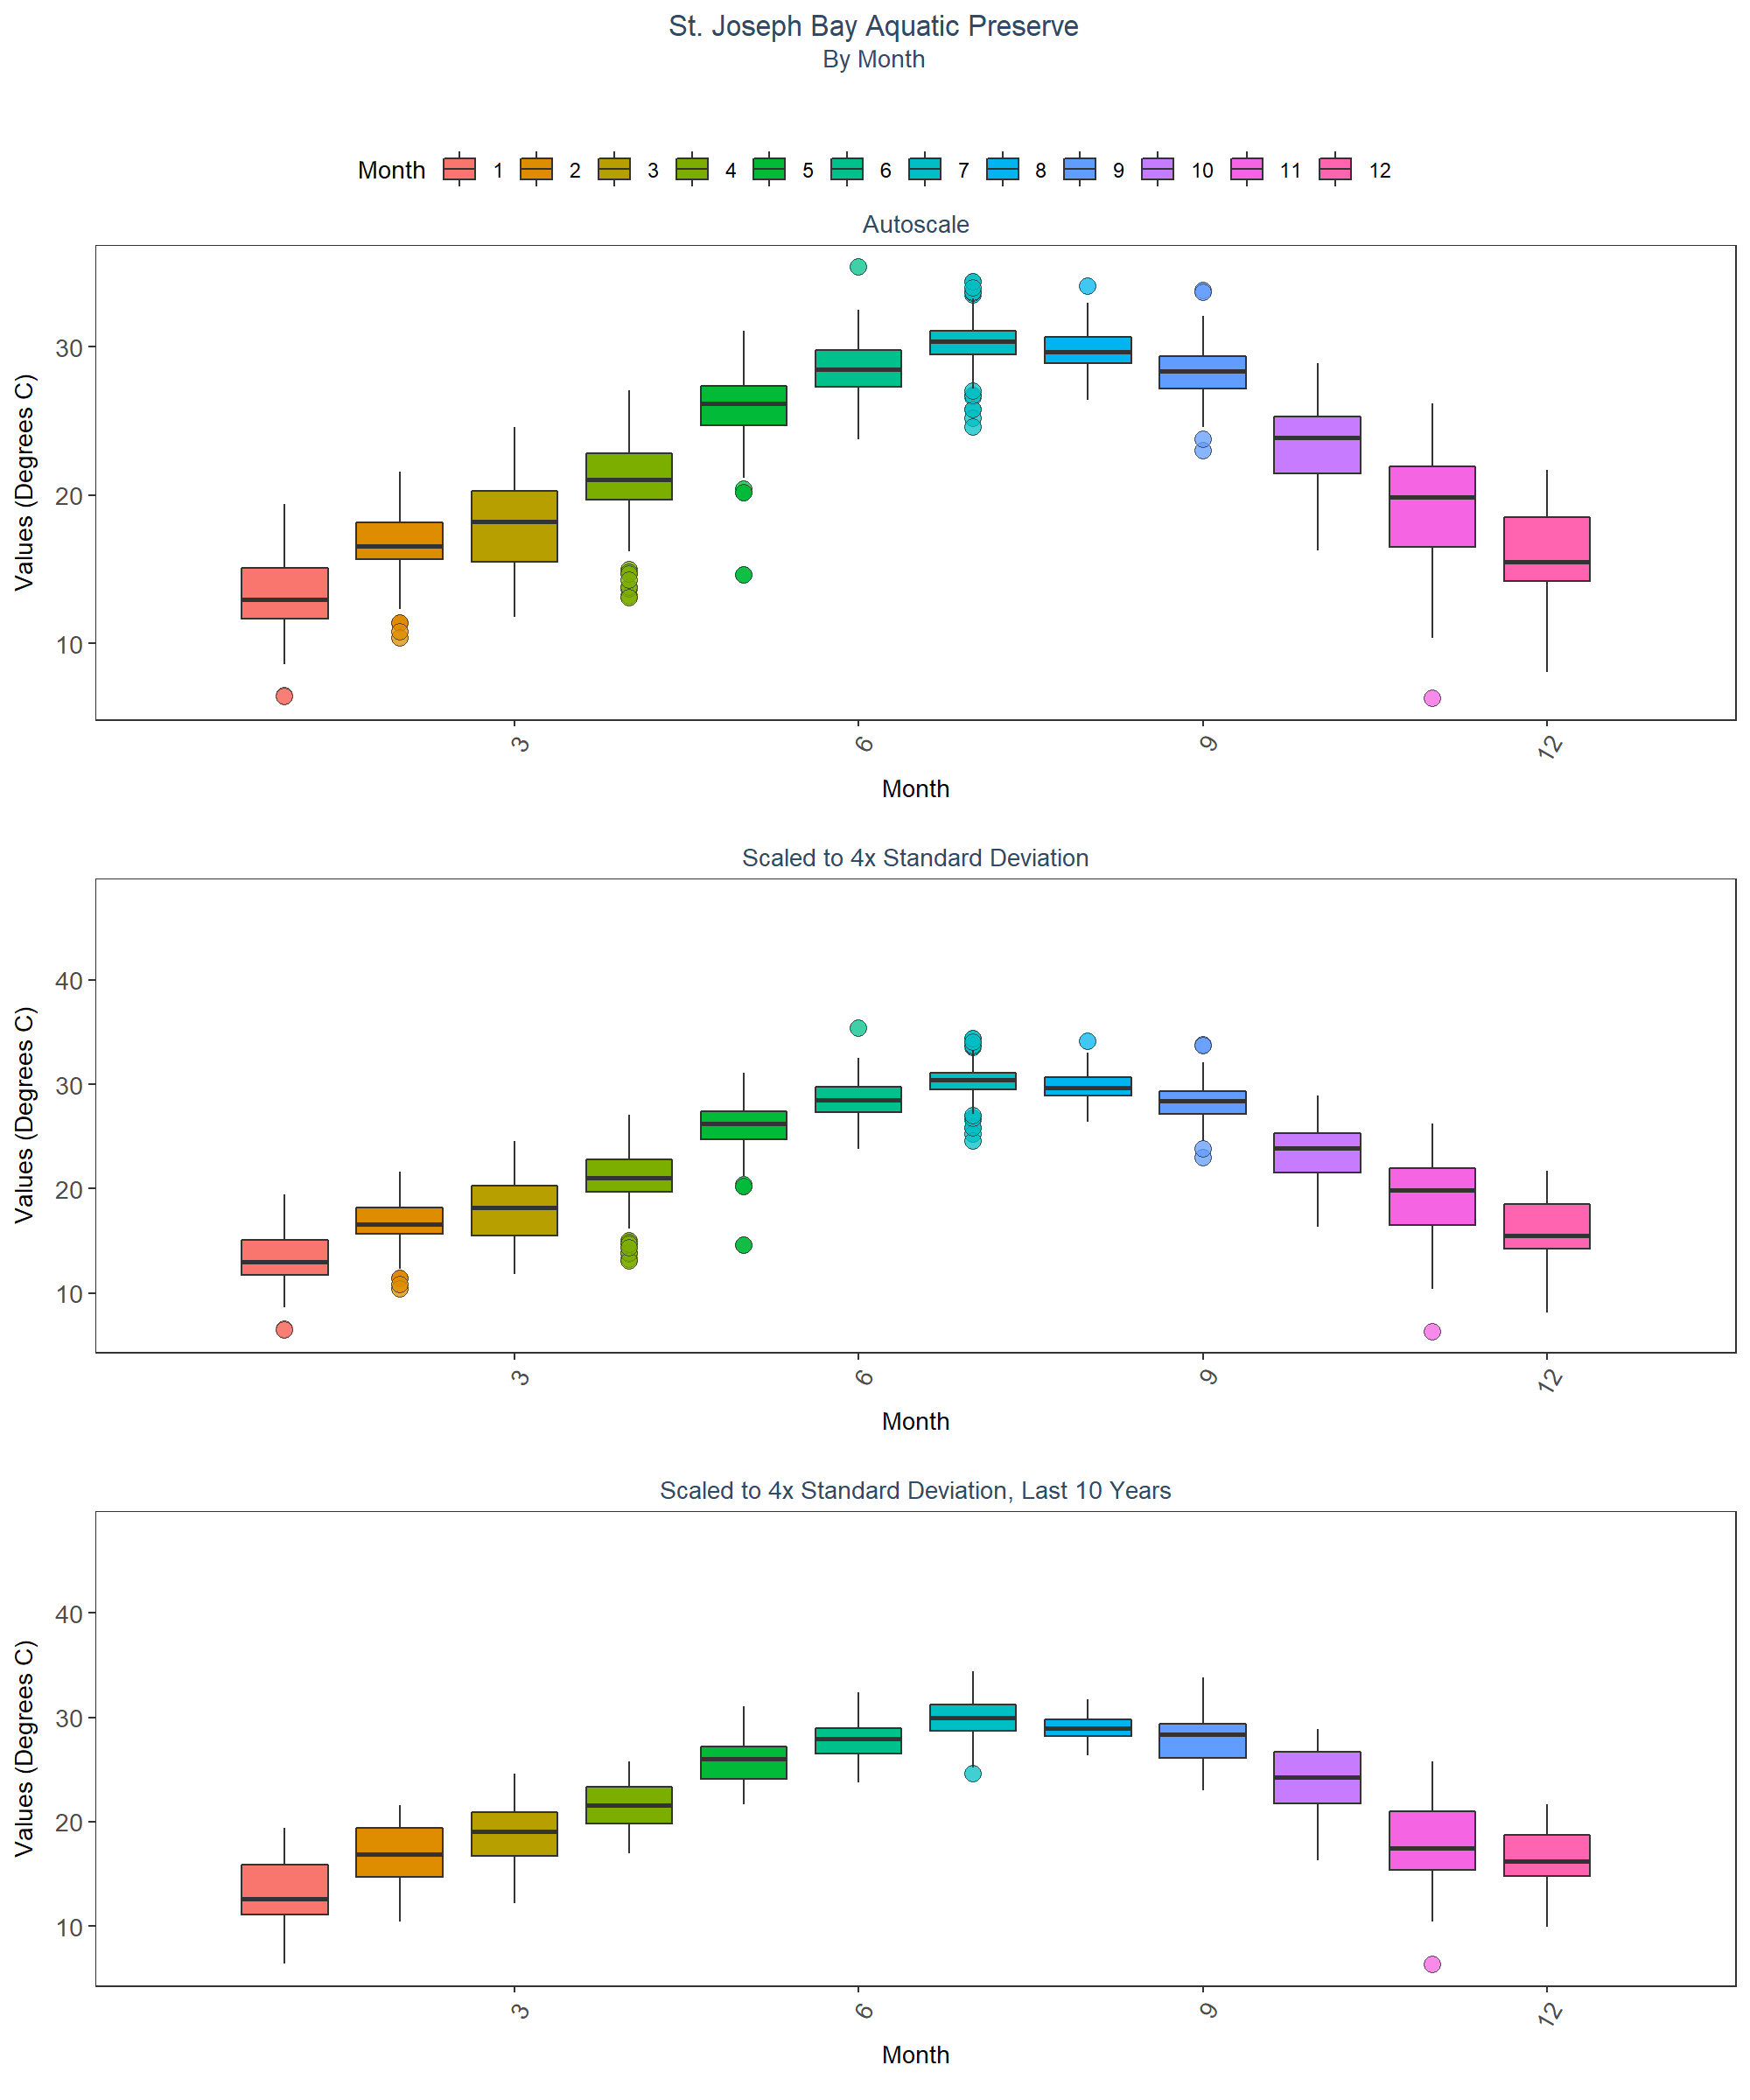 St. Joseph Bay Aquatic Preserve
By Month
Month 1 2 3 4 5 6 7 8 9 10 11 12
Autoscale
Values (Degrees C)
30
20
10
3 6 9 12
Month
Scaled to 4x Standard Deviation
Values (Degrees C)
40
30
20
10
3 6 9 12
Month
Scaled to 4x Standard Deviation, Last 10 Years
Values (Degrees C)
40
30
20
10
3 6 9 12
Month